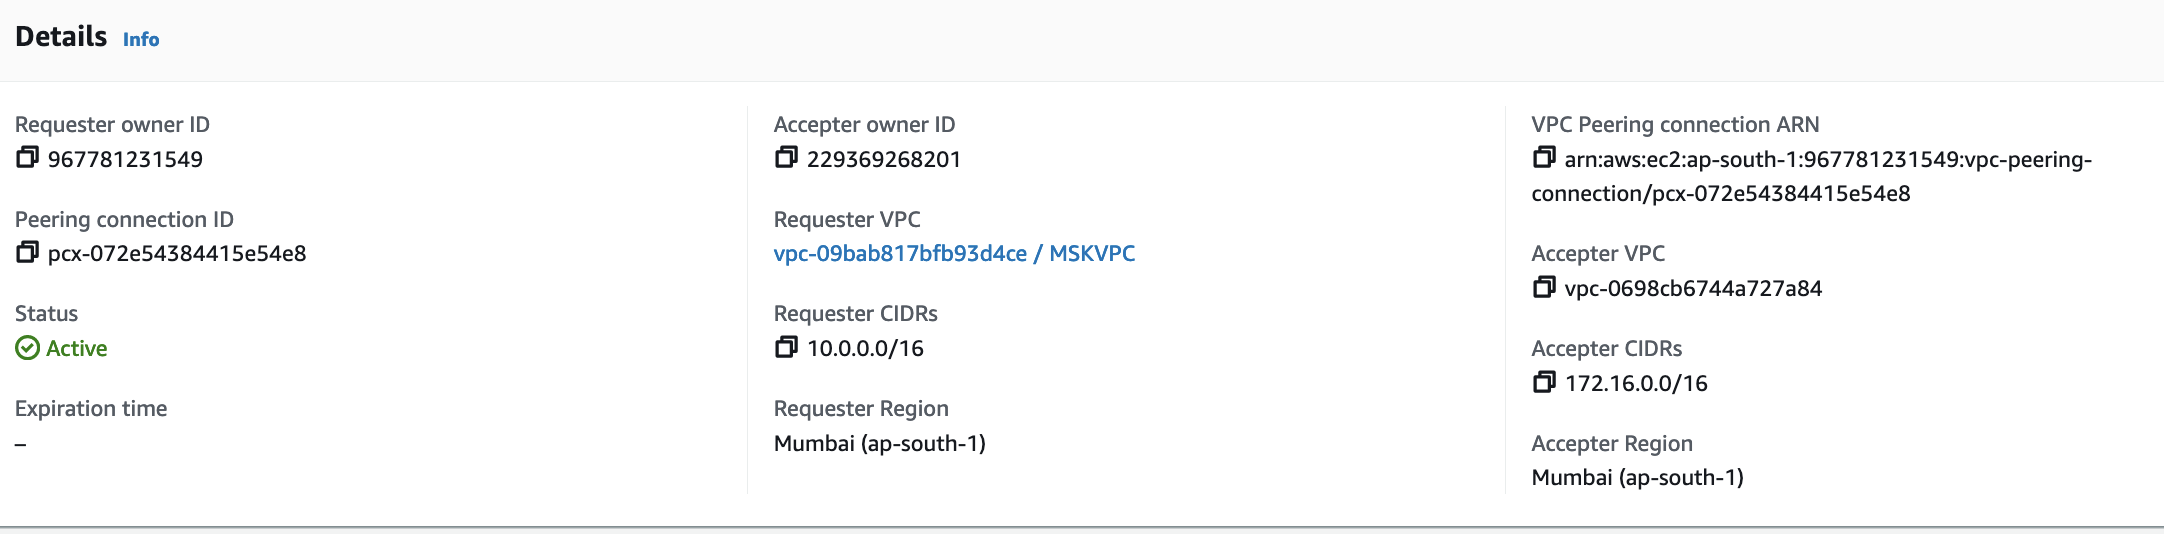 Details Info
Requester owner ID
967781231549
Peering connection ID
pcx-072e54384415e54e8
Status
Active
Expiration time
–
Accepter owner ID
229369268201
Requester VPC
vpc-09bab817bfb93d4ce / MSKVPC
Requester CIDRs
10.0.0.0/16
Requester Region
Mumbai (ap-south-1)
VPC Peering connection ARN
arn:aws:ec2:ap-south-1:967781231549:vpc-peering-
connection/pcx-072e54384415e54e8
Accepter VPC
vpc-0698cb6744a727a84
Accepter CIDRs
172.16.0.0/16
Accepter Region
Mumbai (ap-south-1)